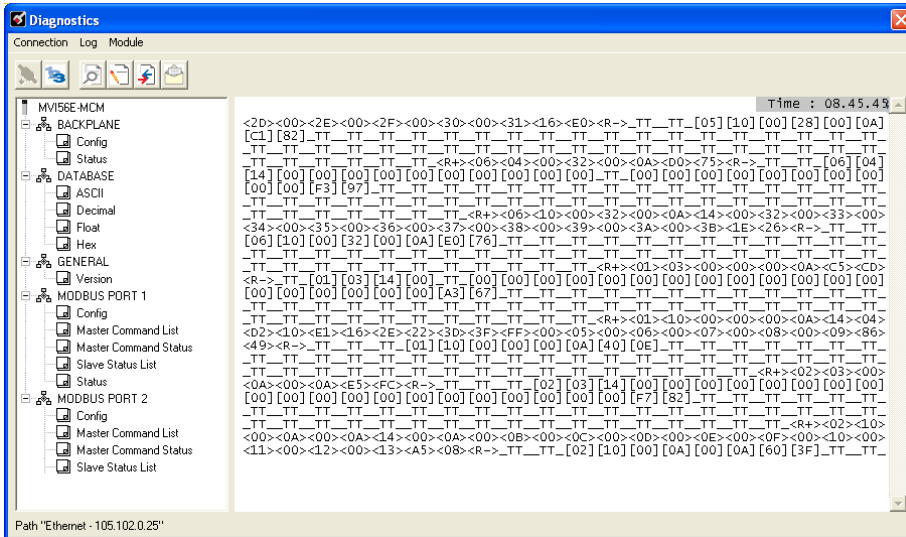 Diagnostics
Connection Log Module
MVI56E-MCM
BACKPLANE
Config
Status
DATABASE
ASCII
Decimal
Float
Hex
GENERAL
Version
MODBUS PORT 1
Config
Master Command List
Master Command Status
Slave Status List
Status
MODBUS PORT 2
Config
Master Command List
Master Command Status
Slave Status List
Time : 08.45.45
<2D><00><2E><00><2F><00><30><00><31><16><E0><R->_TT__TT_[05][10][00][28][00][0A]
[C1][82]_TT__TT__TT__TT__TT__TT__TT__TT__TT__TT__TT__TT__TT__TT_
_TT__TT__TT__TT__TT__TT__TT__TT__TT__TT__TT__TT__TT__TT__TT__TT_
_TT__TT__TT__TT__TT_<R+><06><04><00><32><00><0A><D0><75><R->_TT__TT_[06][04]
[14][00][00][00][00][00][00][00][00][00]_TT_[00][00][00][00][00][00][00][00][00]
[00][00][F3][97]_TT__TT__TT__TT__TT__TT__TT__TT__TT__TT__TT__TT__TT_
_TT__TT__TT__TT__TT__TT__TT__TT__TT__TT__TT__TT__TT__TT__TT__TT_
_TT__TT__TT__TT__TT__TT_<R+><06><10><00><32><00><0A><14><00><32><00><33><00>
<34><00><35><00><36><00><37><00><38><00><39><00><3A><00><3B><1E><26><R->_TT__TT_
[06][10][00][32][00][0A][E0][76]_TT__TT__TT__TT__TT__TT__TT__TT__TT__TT_
_TT__TT__TT__TT__TT__TT__TT__TT__TT__TT__TT__TT__TT__TT__TT__TT_
_TT__TT__TT__TT__TT__TT__TT__TT__TT_<R+><01><03><00><00><00><0A><C5><CD>
<R->_TT__TT_[01][03][14][00]_TT_[00][00][00][00][00][00][00][00][00][00][00][00]
[00][00][00][00][00][00][A3][67]_TT__TT__TT__TT__TT__TT__TT__TT__TT__TT_
_TT__TT__TT__TT__TT__TT__TT__TT__TT__TT__TT__TT__TT__TT__TT__TT_
_TT__TT__TT__TT__TT__TT__TT__TT__TT_<R+><01><10><00><00><00><0A><14><04>
<D2><10><E1><16><2E><22><3D><3F><FF><00><05><00><06><00><07><00><08><00><09><86>
<49><R->_TT__TT__TT_[01][10][00][00][00][0A][40][0E]_TT__TT__TT__TT__TT__TT_
_TT__TT__TT__TT__TT__TT__TT__TT__TT__TT__TT__TT__TT__TT__TT__TT_
_TT__TT__TT__TT__TT__TT__TT__TT__TT__TT__TT__TT__TT_<R+><02><03><00>
<0A><00><0A><E5><FC><R->_TT__TT__TT_[02][03][14][00][00][00][00][00][00][00][00]
[00][00][00][00][00][00][00][00][00][00][00][00][F7][82]_TT__TT__TT__TT__TT_
_TT__TT__TT__TT__TT__TT__TT__TT__TT__TT__TT__TT__TT__TT__TT__TT_
_TT__TT__TT__TT__TT__TT__TT__TT__TT__TT__TT__TT__TT__TT_<R+><02><10>
<00><0A><00><0A><14><00><0A><00><0B><00><0C><00><0D><00><0E><00><0F><00><10><00>
<11><00><12><00><13><A5><08><R->_TT__TT_[02][10][00][0A][00][0A][60][3F]_TT__TT_
Path "Ethernet - 105.102.0.25"